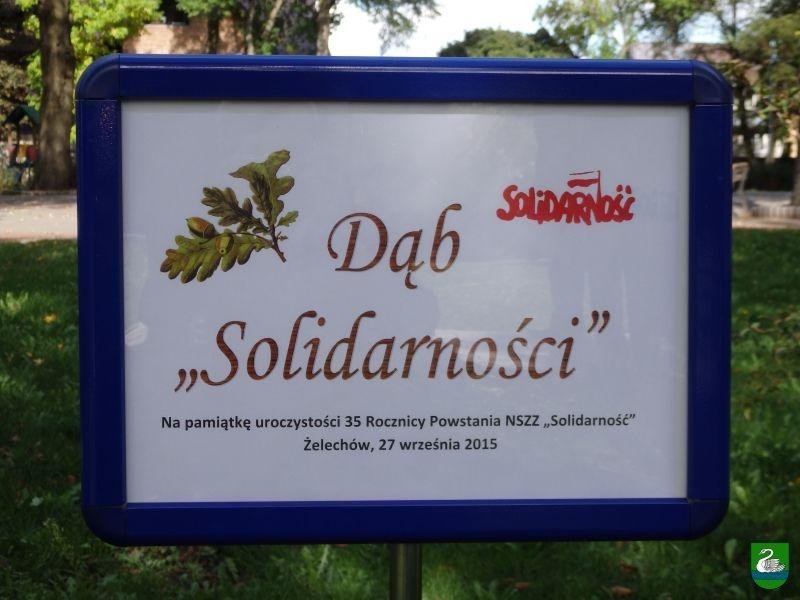 SOLIDARNOŚĆ
Dąb
„Solidarności”
Na pamiątkę uroczystości 35 Rocznicy Powstania NSZZ „Solidarność”
Żelechów, 27 września 2015